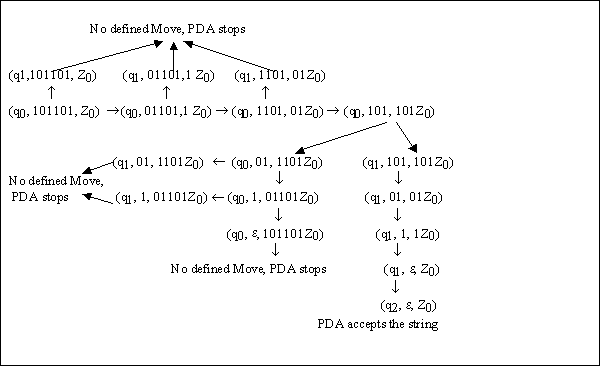 No defined Move, PDA stops
(q1,101101, Z0) (q1, 01101,1 Z0) (q1, 1101, 01Z0)
↑ ↑ ↑
(q0, 101101, Z0) →(q0, 01101,1 Z0) → (q0, 1101, 01Z0) → (q0, 101, 101Z0)
(q1, 01, 1101Z0) ← (q0, 01, 1101Z0) (q1, 101, 101Z0)
↓ ↓
No defined Move,
PDA stops
(q1, 1, 01101Z0) ← (q0, 1, 01101Z0) (q1, 01, 01Z0)
↓ ↓
(q0, ε, 101101Z0) (q1, 1, 1Z0)
↓ ↓
No defined Move, PDA stops (q1, ε, Z0)
↓
(q2, ε, Z0)
PDA accepts the string